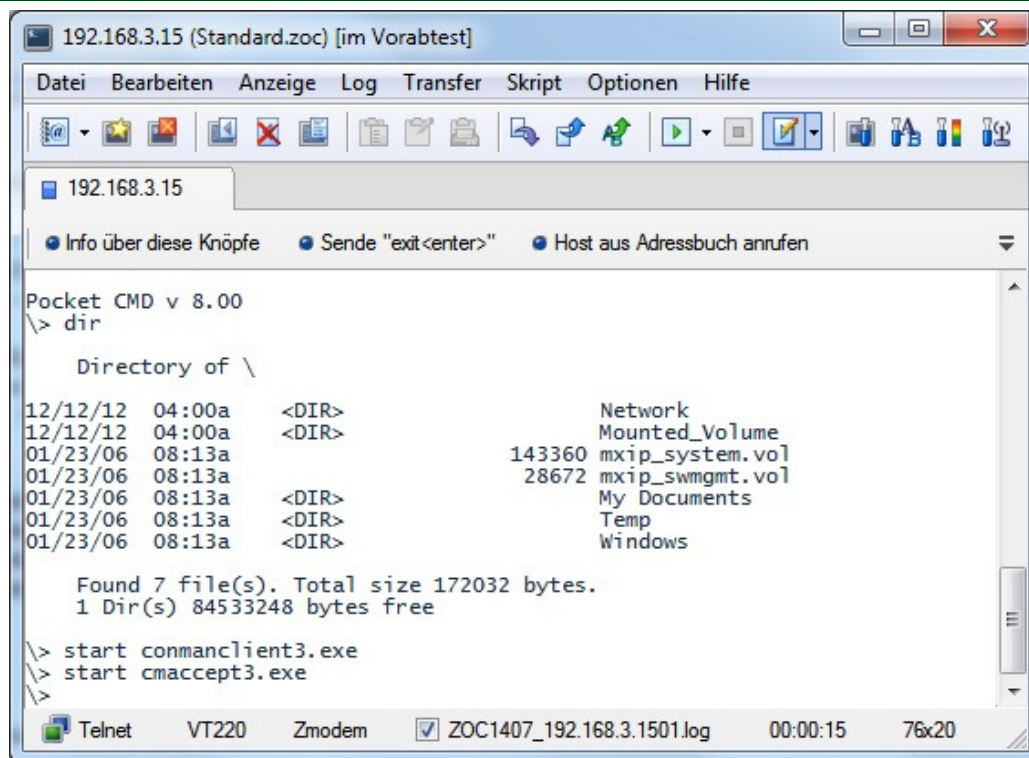 192.168.3.15 (Standard.zoc) [im Vorabtest]
Datei Bearbeiten Anzeige Log Transfer Skript Optionen Hilfe
192.168.3.15
Info über diese Knöpfe Sende "exit<enter>" Host aus Adressbuch anrufen
Pocket CMD v 8.00
\> dir
Directory of \
12/12/12 04:00a <DIR> Network
12/12/12 04:00a <DIR> Mounted_Volume
01/23/06 08:13a 143360 mxip_system.vol
01/23/06 08:13a 28672 mxip_swmgmt.vol
01/23/06 08:13a <DIR> My Documents
01/23/06 08:13a <DIR> Temp
01/23/06 08:13a <DIR> Windows
Found 7 file(s). Total size 172032 bytes.
1 Dir(s) 84533248 bytes free
\> start conmanclient3.exe
\> start cmaccept3.exe
\>
Telnet VT220 Zmodem ZOC1407_192.168.3.1501.log 00:00:15 76x20